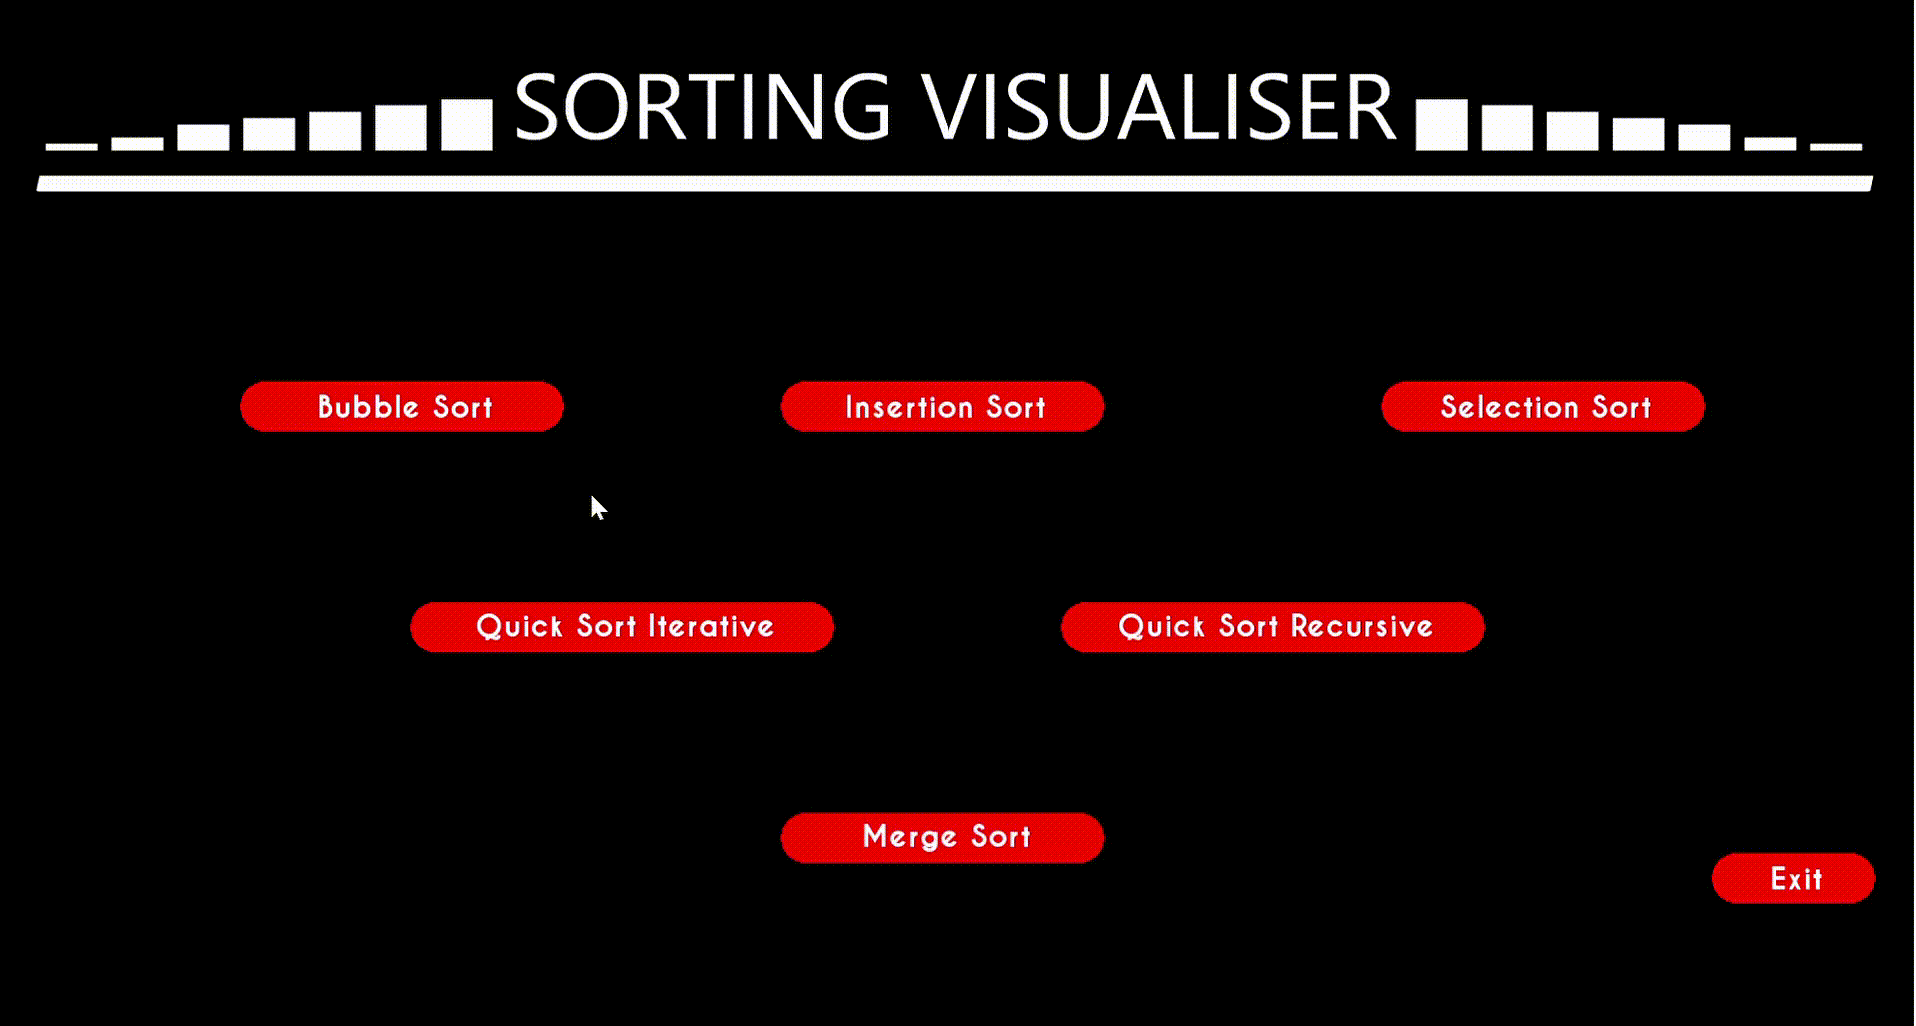 SORTING VISUALISER
Bubble Sort
Insertion Sort
Selection Sort
Quick Sort Iterative
Quick Sort Recursive
Merge Sort
Exit